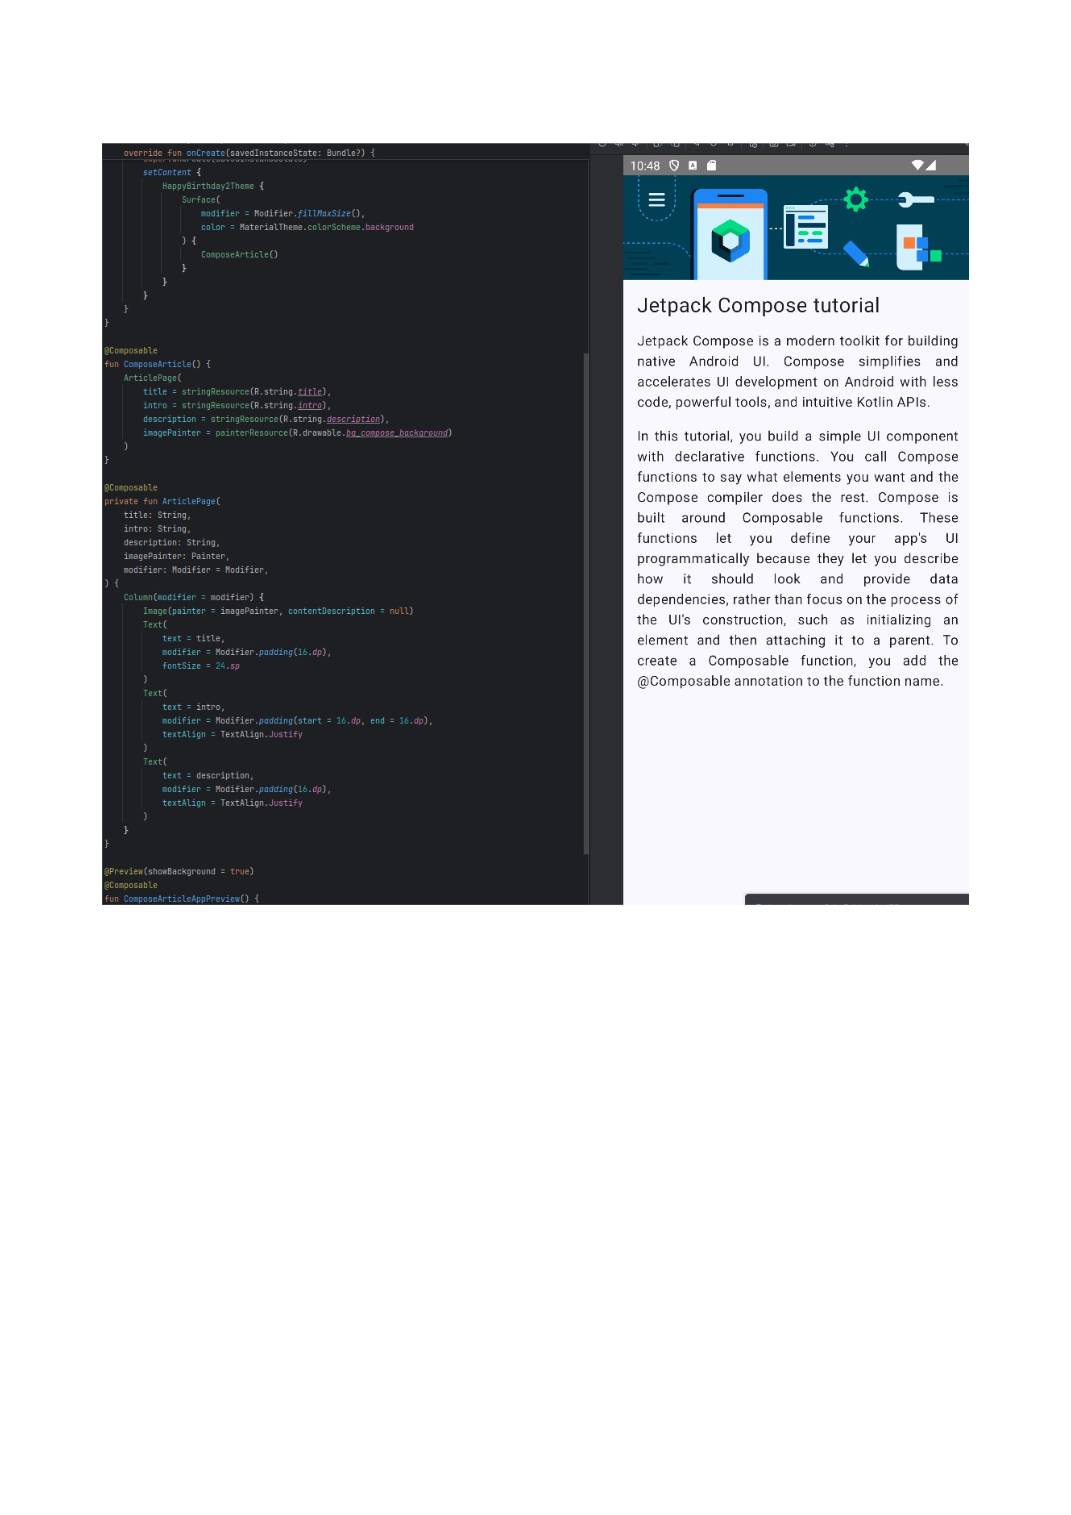 override fun onCreate(savedInstanceState: Bundle?) {
setContent {
HappyBirthday2Theme {
Surface(
modifier = Modifier.fillMaxSize(),
color = MaterialTheme.colorScheme.background
) {
ComposeArticle()
}
}
}
}
}
@Composable
fun ComposeArticle() {
ArticlePage(
title = stringResource(R.string.title),
intro = stringResource(R.string.intro),
description = stringResource(R.string.description),
imagePainter = painterResource(R.drawable.bg_compose_background)
)
}
@Composable
private fun ArticlePage(
title: String,
intro: String,
description: String,
imagePainter: Painter,
modifier: Modifier = Modifier,
) {
Column(modifier = modifier) {
Image(painter = imagePainter, contentDescription = null)
Text(
text = title,
modifier = Modifier.padding(16.dp),
fontSize = 24.sp
)
Text(
text = intro,
modifier = Modifier.padding(start = 16.dp, end = 16.dp),
textAlign = TextAlign.Justify
)
Text(
text = description,
modifier = Modifier.padding(16.dp),
textAlign = TextAlign.Justify
)
}
}
@Preview(showBackground = true)
@Composable
fun ComposeArticleAppPreview() {
10:48
Jetpack Compose tutorial
Jetpack Compose is a modern toolkit for building
native Android UI. Compose simplifies and
accelerates UI development on Android with less
code, powerful tools, and intuitive Kotlin APIs.
In this tutorial, you build a simple UI component
with declarative functions. You call Compose
functions to say what elements you want and the
Compose compiler does the rest. Compose is
built around Composable functions. These
functions let you define your app's UI
programmatically because they let you describe
how it should look and provide data
dependencies, rather than focus on the process of
the UI's construction, such as initializing an
element and then attaching it to a parent. To
create a Composable function, you add the
@Composable annotation to the function name.